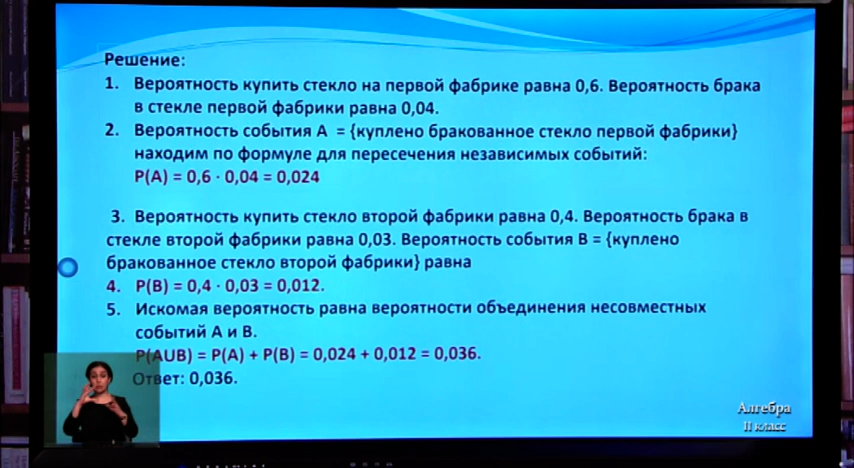 Решение:
1. Вероятность купить стекло на первой фабрике равна 0,6. Вероятность брака
в стекле первой фабрики равна 0,04.
2. Вероятность события А = {куплено бракованное стекло первой фабрики}
находим по формуле для пересечения независимых событий:
P(A) = 0,6 · 0,04 = 0,024
3. Вероятность купить стекло второй фабрики равна 0,4. Вероятность брака в
стекле второй фабрики равна 0,03. Вероятность события В = {куплено
бракованное стекло второй фабрики} равна
4. P(B) = 0,4 · 0,03 = 0,012.
5. Искомая вероятность равна вероятности объединения несовместных
событий А и В.
P(AUB) = P(A) + P(B) = 0,024 + 0,012 = 0,036.
Ответ: 0,036.
Алгебра
11 класс